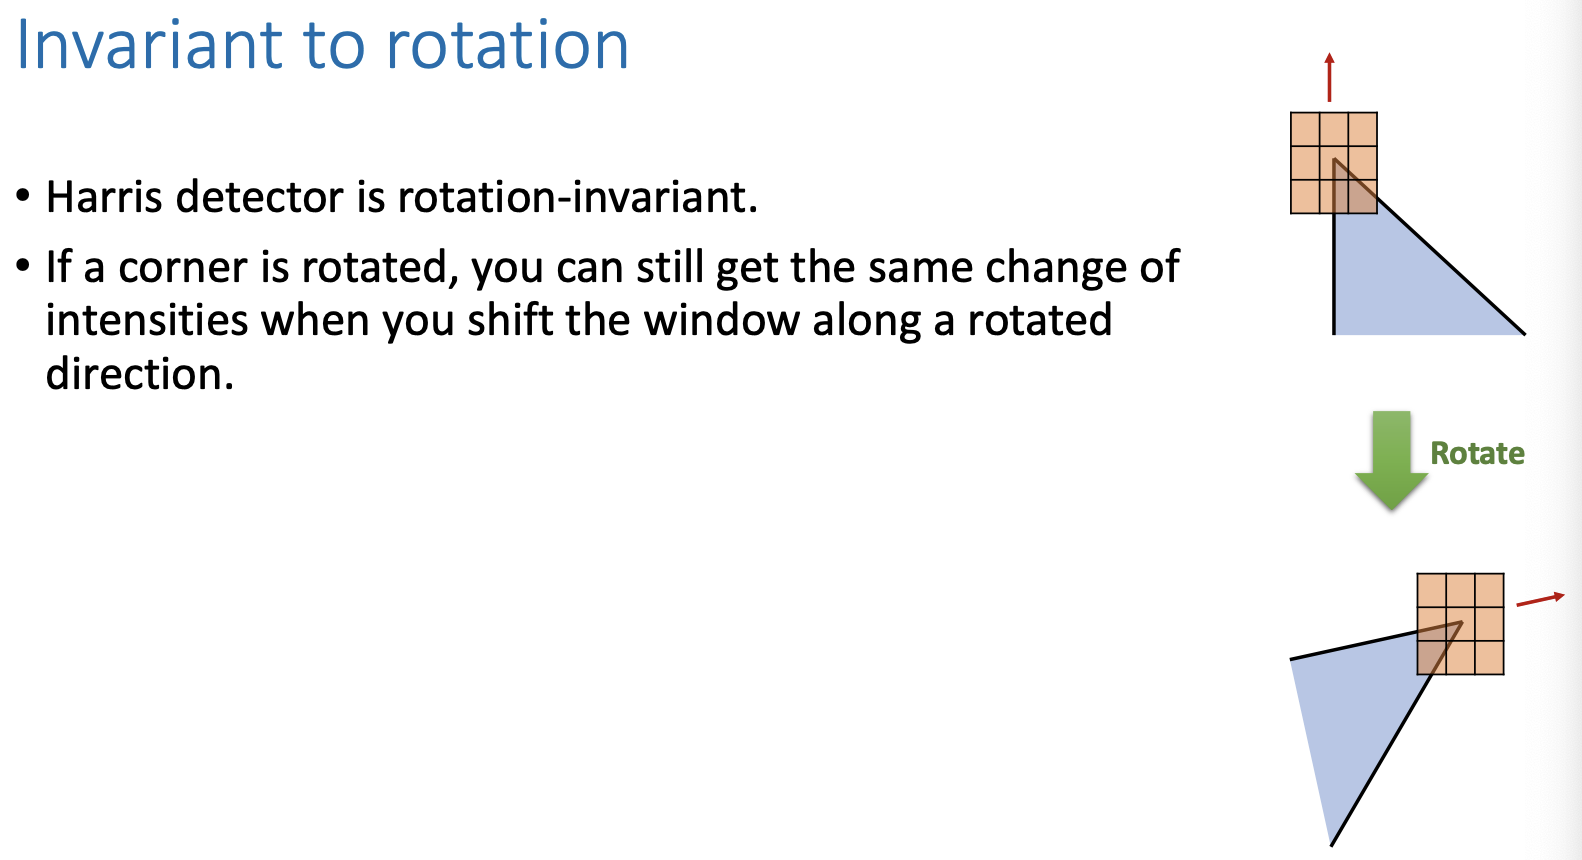 Invariant to rotation
• Harris detector is rotation-invariant.
• If a corner is rotated, you can still get the same change of
intensities when you shift the window along a rotated
direction.
Rotate